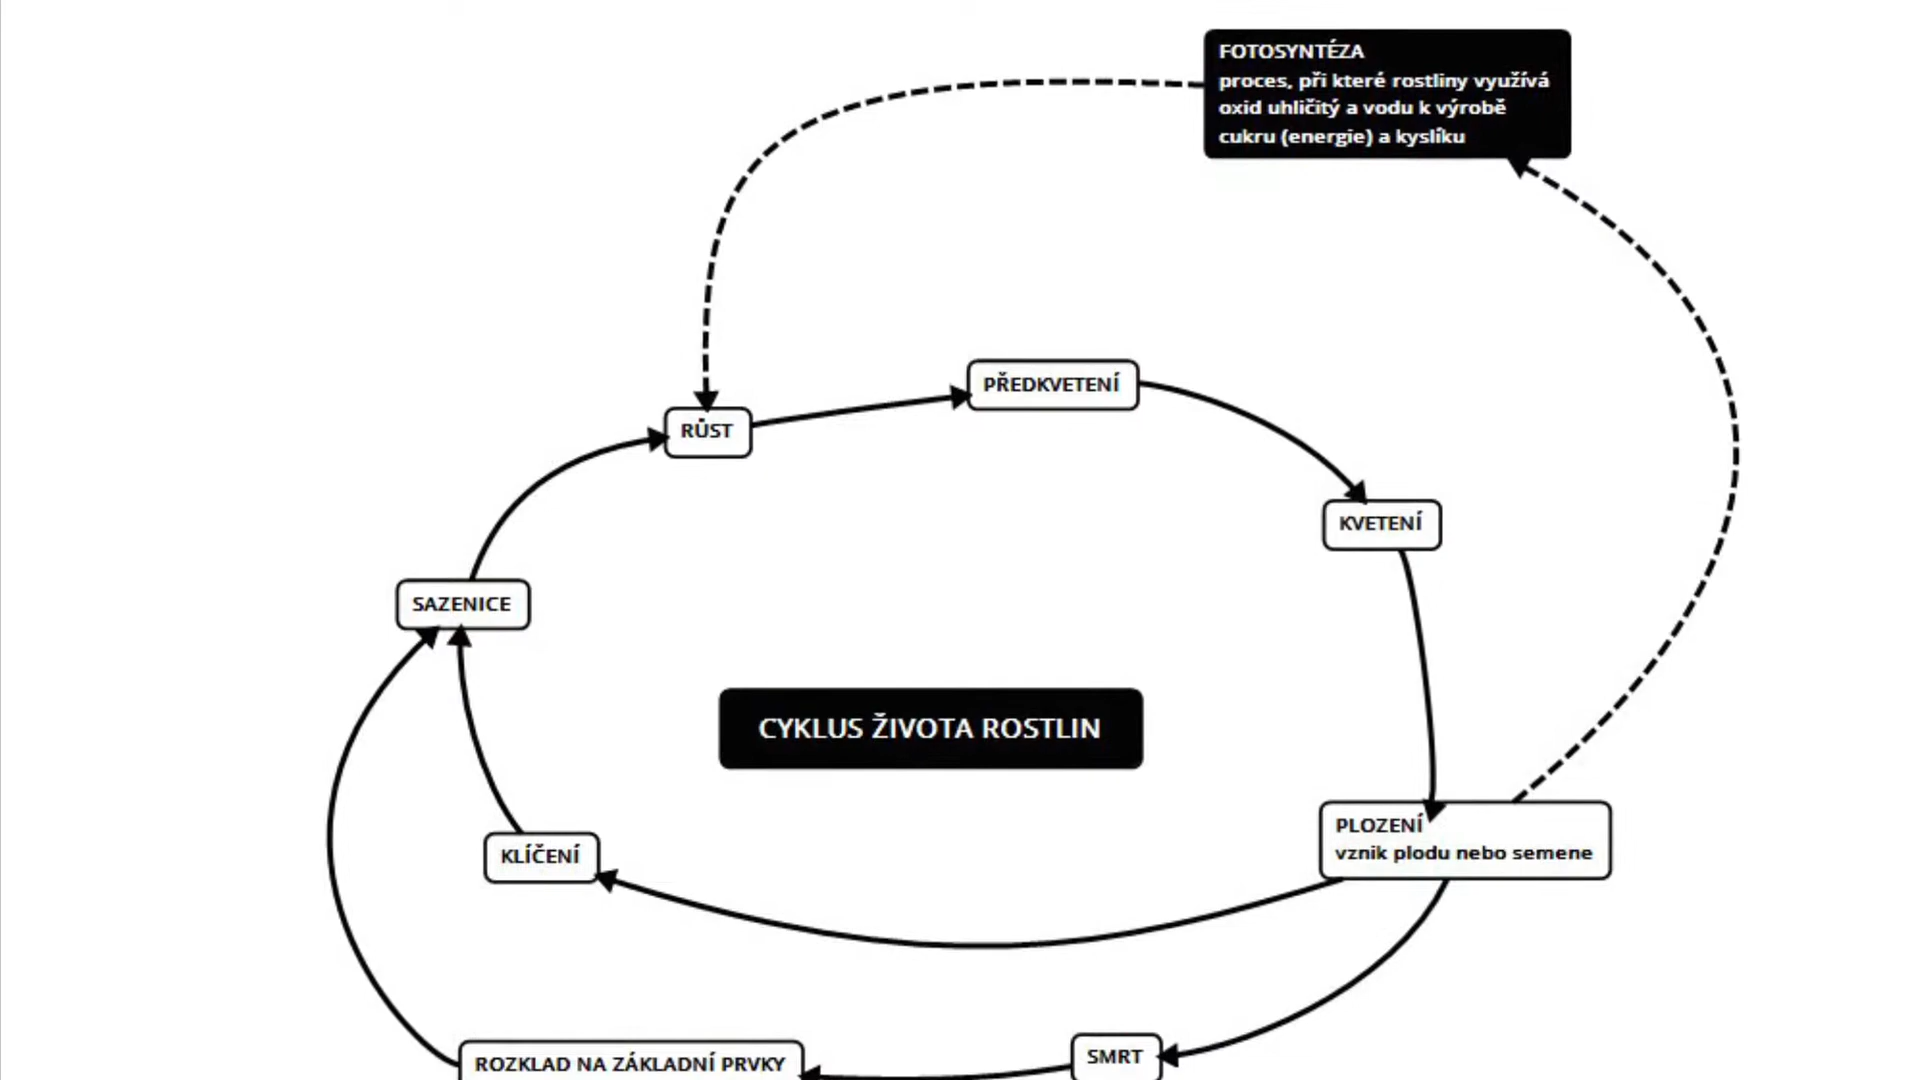 FOTOSYNTÉZA
proces, při které rostliny využívá
oxid uhličitý a vodu k výrobě
cukru (energie) a kyslíku
PŘEDKVETENÍ
RŮST
KVETENÍ
SAZENICE
CYKLUS ŽIVOTA ROSTLIN
PLOZENÍ
vznik plodu nebo semene
KLÍČENÍ
SMRT
ROZKLAD NA ZÁKLADNÍ PRVKY